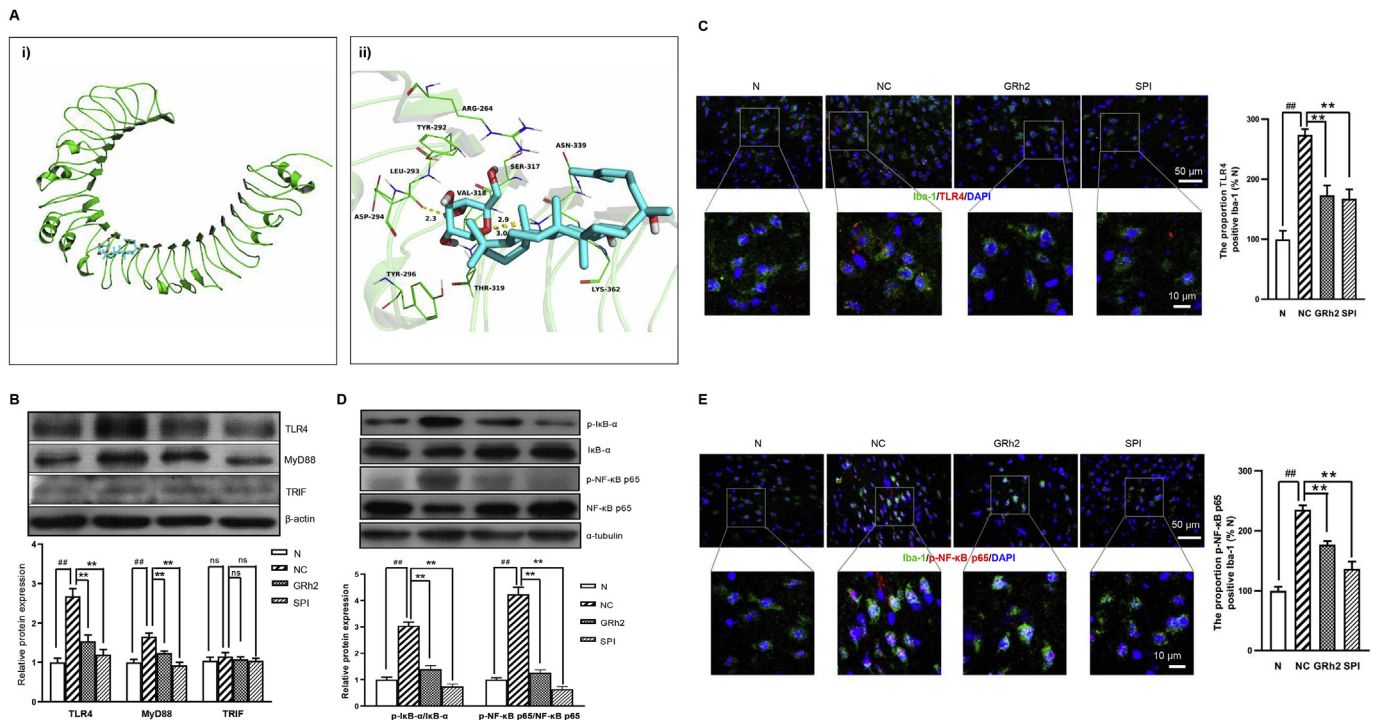 A
i)
ii)
ARG-264
TYR-292
SER-317
ASN-339
LEU-293
VAL-318
ASP-294
2.3
2.9
3.0
TYR-296
THR-319
LYS-362
B
TLR4
MyD88
TRIF
β-actin
Relative protein expression
4
3
2
1
0
## ** **
## ** **
ns ns ns
N
NC
GRh2
SPI
TLR4 MyD88 TRIF
D
p-IκB-α
IκB-α
p-NF-κB p65
NF-κB p65
α-tubulin
Relative protein expression
5
4
3
2
1
0
## ** **
## ** **
N
NC
GRh2
SPI
p-IκB-α/IκB-α p-NF-κB p65/NF-κB p65
C
N NC GRh2 SPI
50 μm
Iba-1/TLR4/DAPI
10 μm
The proportion TLR4
positive Iba-1 (% N)
300
200
100
0
## ** **
N NC GRh2 SPI
E
N NC GRh2 SPI
50 μm
Iba-1/p-NF-κB p65/DAPI
10 μm
The proportion p-NF-κB p65
positive Iba-1 (% N)
300
200
100
0
## ** **
N NC GRh2 SPI